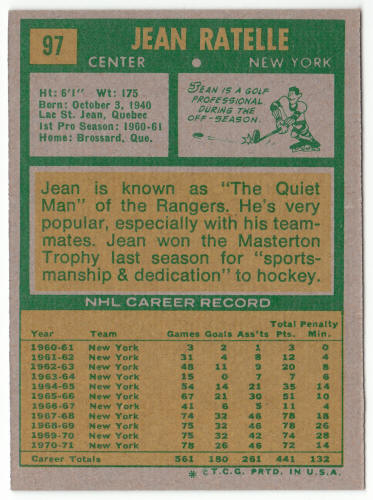 97
JEAN RATELLE
CENTER • NEW YORK
Ht: 6'1" Wt: 175
Born: October 3, 1940
Lac St. Jean, Quebec
1st Pro Season: 1960-61
Home: Brossard, Que.
JEAN IS A GOLF
PROFESSIONAL
DURING THE
OFF-SEASON.
Jean is known as "The Quiet
Man" of the Rangers. He's very
popular, especially with his team-
mates. Jean won the Masterton
Trophy last season for "sports-
manship & dedication" to hockey.
NHL CAREER RECORD
Total Penalty
Year Team Games Goals Ass'ts Pts. Min.
1960-61 New York 3 2 1 3 0
1961-62 New York 31 4 8 12 4
1962-63 New York 48 11 9 20 8
1963-64 New York 15 0 7 7 6
1964-65 New York 54 14 21 35 14
1965-66 New York 67 21 30 51 10
1966-67 New York 41 6 5 11 4
1967-68 New York 74 32 46 78 18
1968-69 New York 75 32 46 78 26
1969-70 New York 75 32 42 74 28
1970-71 New York 78 26 46 72 14
Career Totals 561 180 261 441 132
* © T.C.G. PRTD. IN U.S.A.